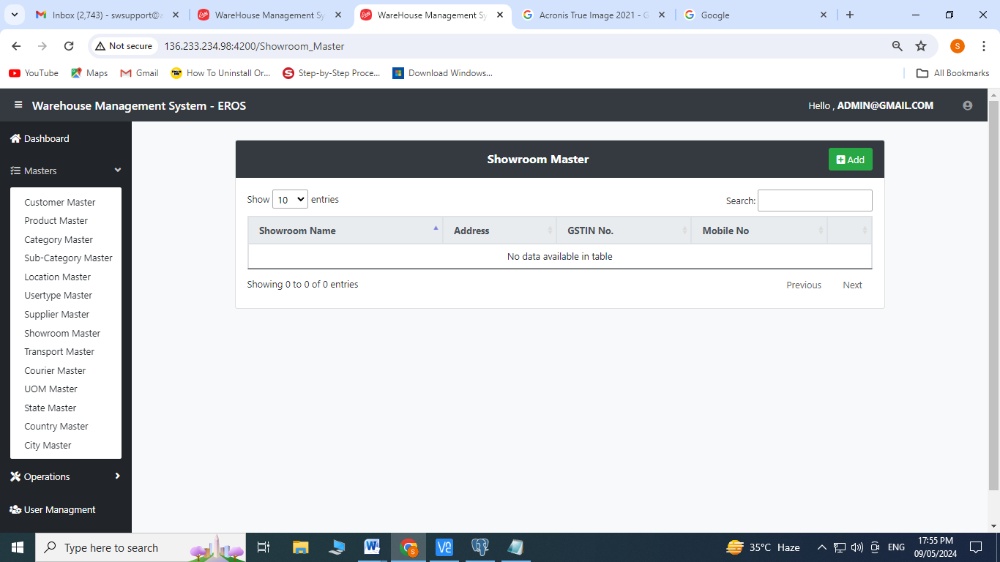 Inbox (2,743) - swsupport@a
WareHouse Management Sy
WareHouse Management Sy
Acronis True Image 2021 - G
Google
Not secure
136.233.234.98:4200/Showroom_Master
S
YouTube
Maps
Gmail
How To Uninstall Or...
Step-by-Step Proce...
Download Windows...
All Bookmarks
Warehouse Management System - EROS
Hello , ADMIN@GMAIL.COM
Dashboard
Masters
Customer Master
Product Master
Category Master
Sub-Category Master
Location Master
Usertype Master
Supplier Master
Showroom Master
Transport Master
Courier Master
UOM Master
State Master
Country Master
City Master
Operations
User Managment
Showroom Master
Add
Show 10 entries
Search:
Showroom Name Address GSTIN No. Mobile No
No data available in table
Showing 0 to 0 of 0 entries
Previous Next
Type here to search
35°C Haze
ENG
17:55 PM
09/05/2024